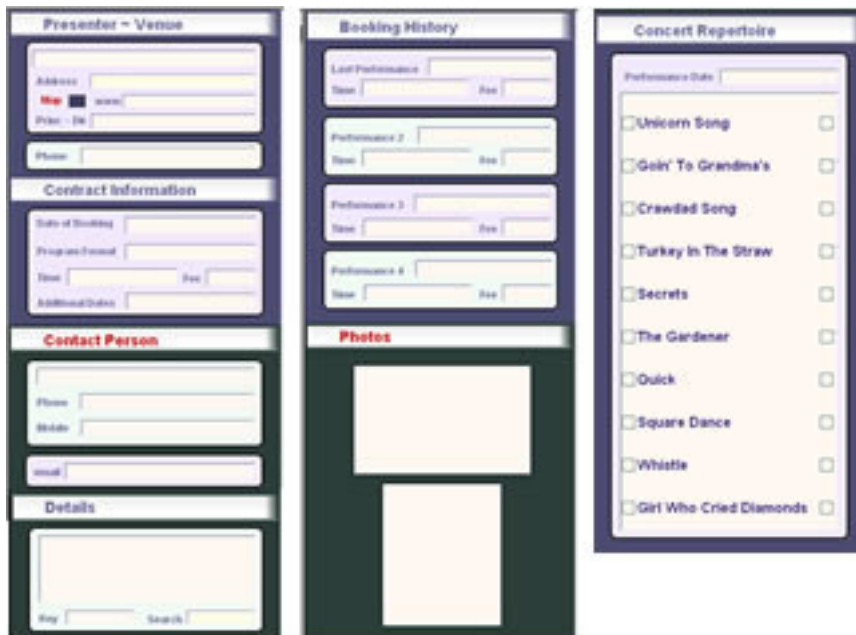 Presenter ~ Venue
Address
Map www
Princ - Dir
Phone
Contract Information
Date of Booking
Program Format
Time Fee
Additional Dates
Contact Person
Phone
Mobile
email
Details
Key Search
Booking History
Last Performance
Time Fee
Performance 2
Time Fee
Performance 3
Time Fee
Performance 4
Time Fee
Photos
Concert Repertoire
Performance Date
Unicorn Song
Goin' To Grandma's
Crawdad Song
Turkey In The Straw
Secrets
The Gardener
Quick
Square Dance
Whistle
Girl Who Cried Diamonds